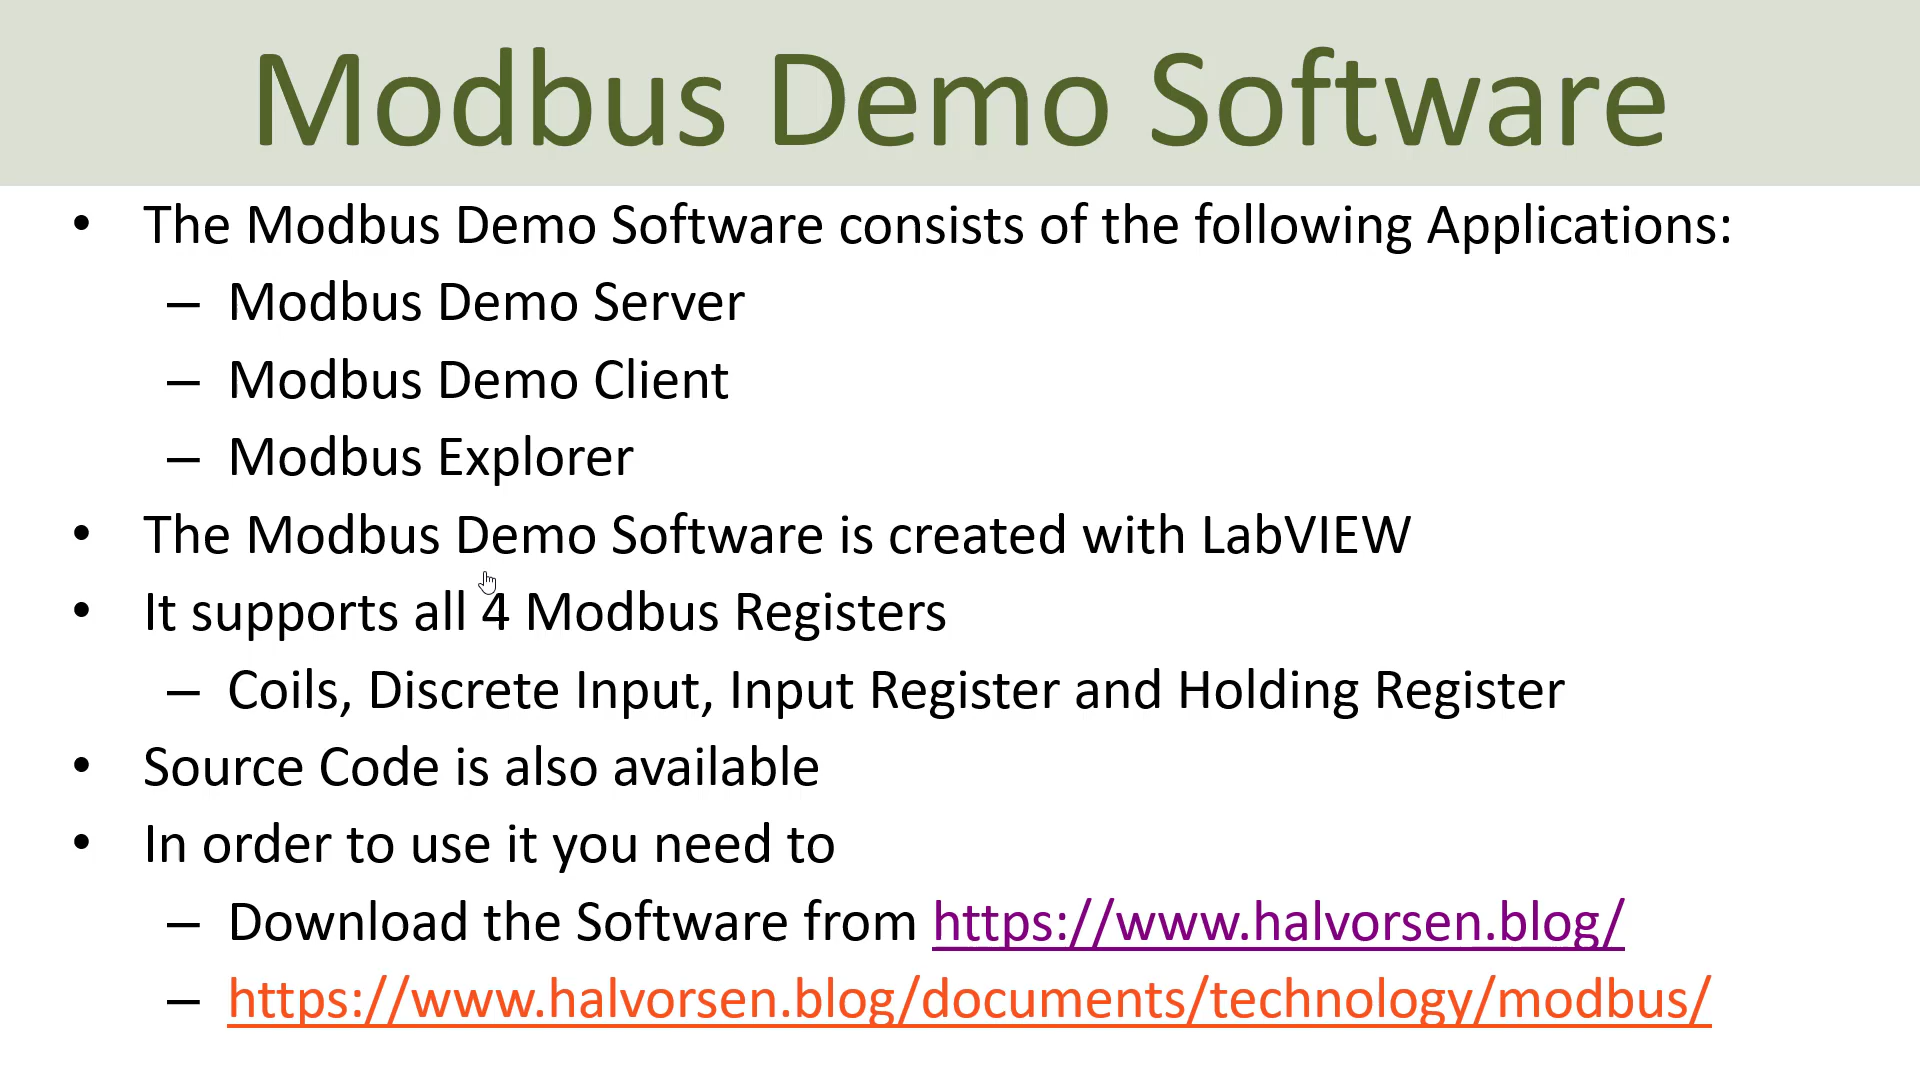 Modbus Demo Software
• The Modbus Demo Software consists of the following Applications:
– Modbus Demo Server
– Modbus Demo Client
– Modbus Explorer
• The Modbus Demo Software is created with LabVIEW
• It supports all 4 Modbus Registers
– Coils, Discrete Input, Input Register and Holding Register
• Source Code is also available
• In order to use it you need to
– Download the Software from https://www.halvorsen.blog/
– https://www.halvorsen.blog/documents/technology/modbus/